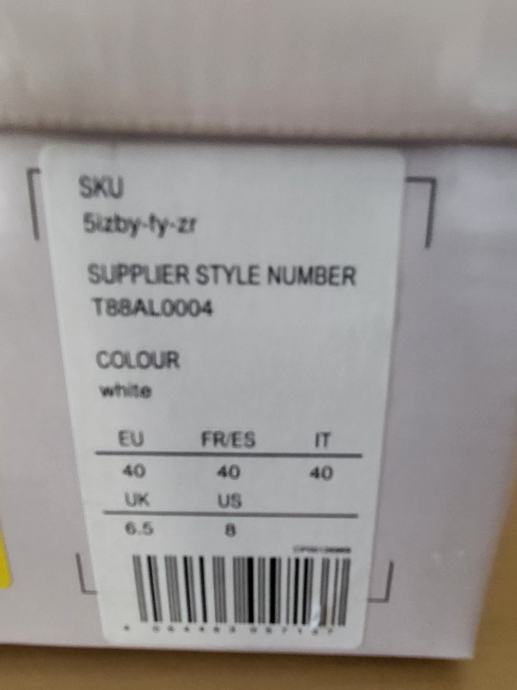 SKU
5izby-fy-zr
SUPPLIER STYLE NUMBER
T88AL0004
COLOUR
white
EU FR/ES IT
40 40 40
UK US
6.5 8